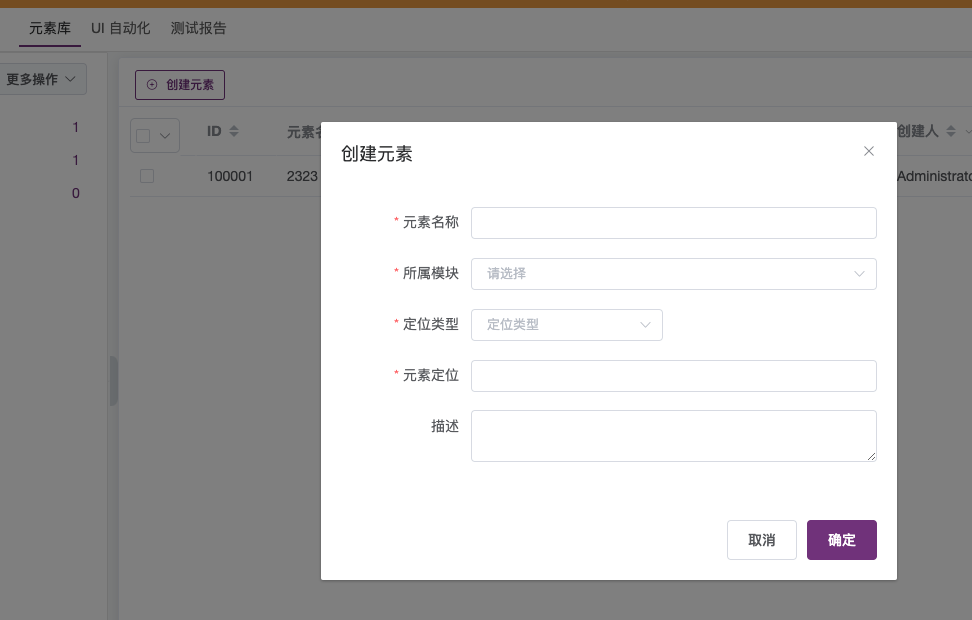 元素库 UI 自动化 测试报告
更多操作
创建元素
1
1
0
ID 元素名 创建人
100001 2323 Administrato
创建元素
* 元素名称
* 所属模块 请选择
* 定位类型 定位类型
* 元素定位
描述
取消 确定